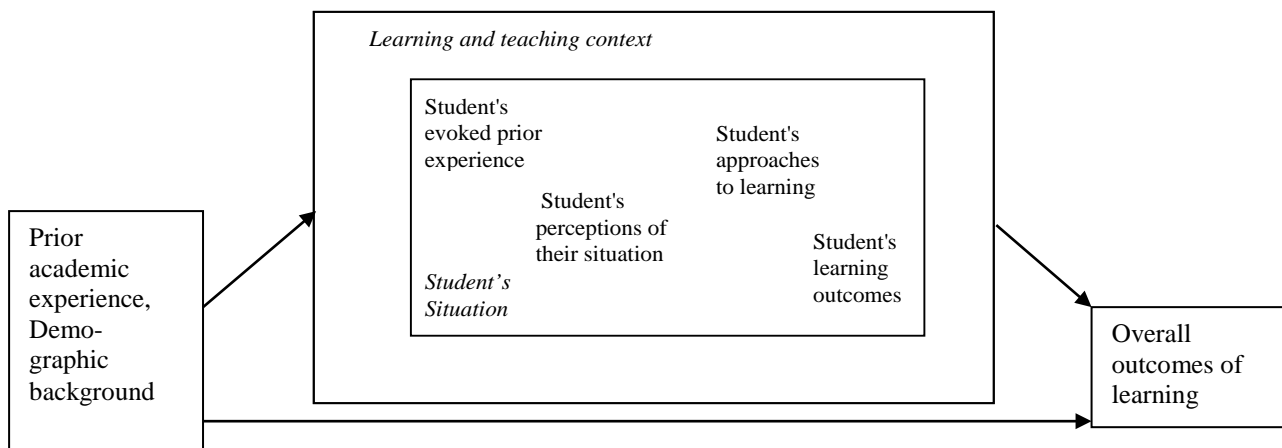 Learning and teaching context
Student's
evoked prior
experience
Student's
approaches
to learning
Student's
perceptions of
their situation
Student's
learning
outcomes
Student’s
Situation
Prior
academic
experience,
Demo-
graphic
background
Overall
outcomes of
learning